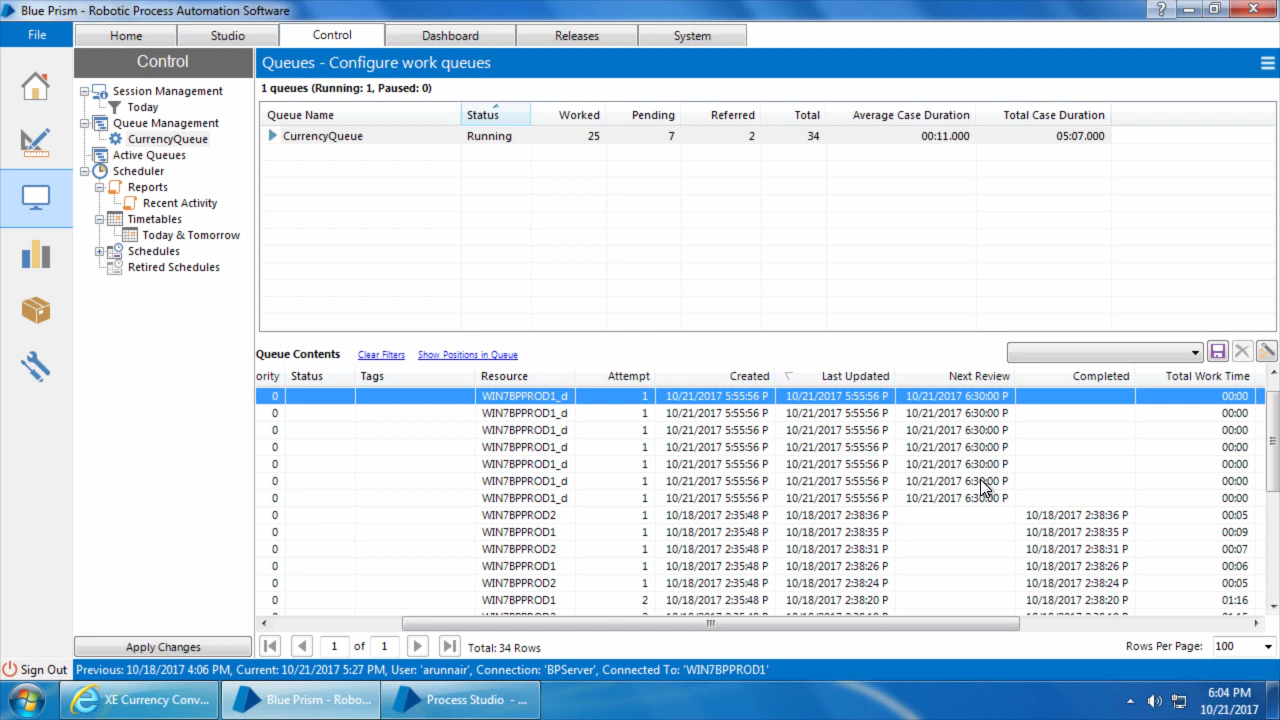 Blue Prism - Robotic Process Automation Software
File Home Studio Control Dashboard Releases System
Control
Queues - Configure work queues
Session Management
Today
Queue Management
CurrencyQueue
Active Queues
Scheduler
Reports
Recent Activity
Timetables
Today & Tomorrow
Schedules
Retired Schedules
Apply Changes
1 queues (Running: 1, Paused: 0)
Queue Name Status Worked Pending Referred Total Average Case Duration Total Case Duration
CurrencyQueue Running 25 7 2 34 00:11.000 05:07.000
Queue Contents Clear Filters Show Positions in Queue
ority Status Tags Resource Attempt Created Last Updated Next Review Completed Total Work Time
0 WIN7BPPROD1_d 1 10/21/2017 5:55:56 P 10/21/2017 5:55:56 P 10/21/2017 6:30:00 P 00:00
0 WIN7BPPROD1_d 1 10/21/2017 5:55:56 P 10/21/2017 5:55:56 P 10/21/2017 6:30:00 P 00:00
0 WIN7BPPROD1_d 1 10/21/2017 5:55:56 P 10/21/2017 5:55:56 P 10/21/2017 6:30:00 P 00:00
0 WIN7BPPROD1_d 1 10/21/2017 5:55:56 P 10/21/2017 5:55:56 P 10/21/2017 6:30:00 P 00:00
0 WIN7BPPROD1_d 1 10/21/2017 5:55:56 P 10/21/2017 5:55:56 P 10/21/2017 6:30:00 P 00:00
0 WIN7BPPROD1_d 1 10/21/2017 5:55:56 P 10/21/2017 5:55:56 P 10/21/2017 6:30:00 P 00:00
0 WIN7BPPROD1_d 1 10/21/2017 5:55:56 P 10/21/2017 5:55:56 P 10/21/2017 6:30:00 P 00:00
0 WIN7BPPROD2 1 10/18/2017 2:35:48 P 10/18/2017 2:38:36 P 10/18/2017 2:38:36 P 00:05
0 WIN7BPPROD1 1 10/18/2017 2:35:48 P 10/18/2017 2:38:35 P 10/18/2017 2:38:35 P 00:09
0 WIN7BPPROD2 1 10/18/2017 2:35:48 P 10/18/2017 2:38:31 P 10/18/2017 2:38:31 P 00:07
0 WIN7BPPROD1 1 10/18/2017 2:35:48 P 10/18/2017 2:38:26 P 10/18/2017 2:38:26 P 00:06
0 WIN7BPPROD2 1 10/18/2017 2:35:48 P 10/18/2017 2:38:24 P 10/18/2017 2:38:24 P 00:05
0 WIN7BPPROD1 2 10/18/2017 2:35:48 P 10/18/2017 2:38:20 P 10/18/2017 2:38:20 P 01:16
1 of 1 Total: 34 Rows Rows Per Page: 100
Sign Out Previous: 10/18/2017 4:06 PM, Current: 10/21/2017 5:27 PM, User: 'arunnair', Connection: 'BPServer', Connected To: 'WIN7BPPROD1'
XE Currency Conv... Blue Prism - Robo... Process Studio - ...
6:04 PM
10/21/2017